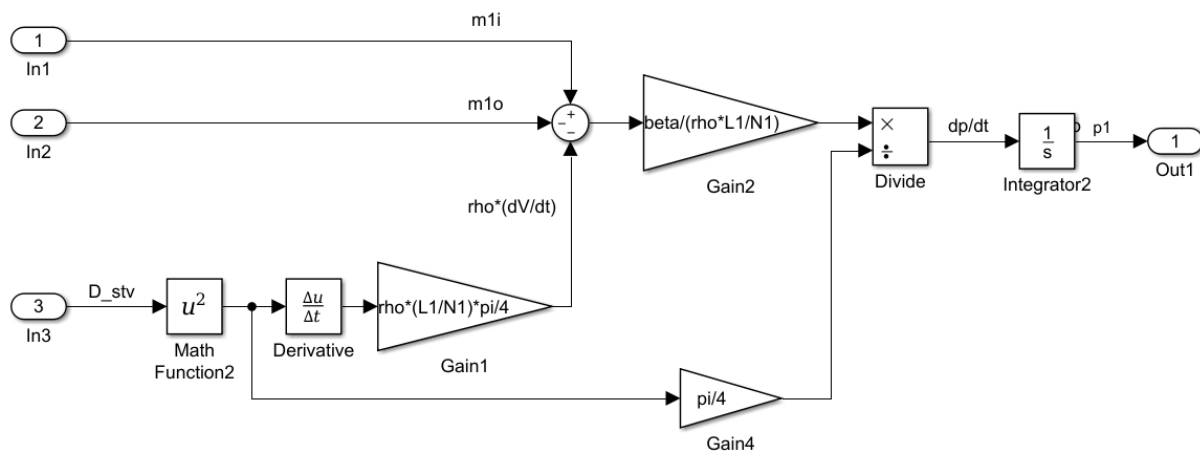 m1i
1
In1
m1o
2
In2
+
−
−
beta/(rho*L1/N1)
Gain2
×
÷
Divide
dp/dt
1
s
Integrator2
p1
1
Out1
rho*(dV/dt)
3
In3
D_stv
u²
Math
Function2
Δu
Δt
Derivative
rho*(L1/N1)*pi/4
Gain1
pi/4
Gain4